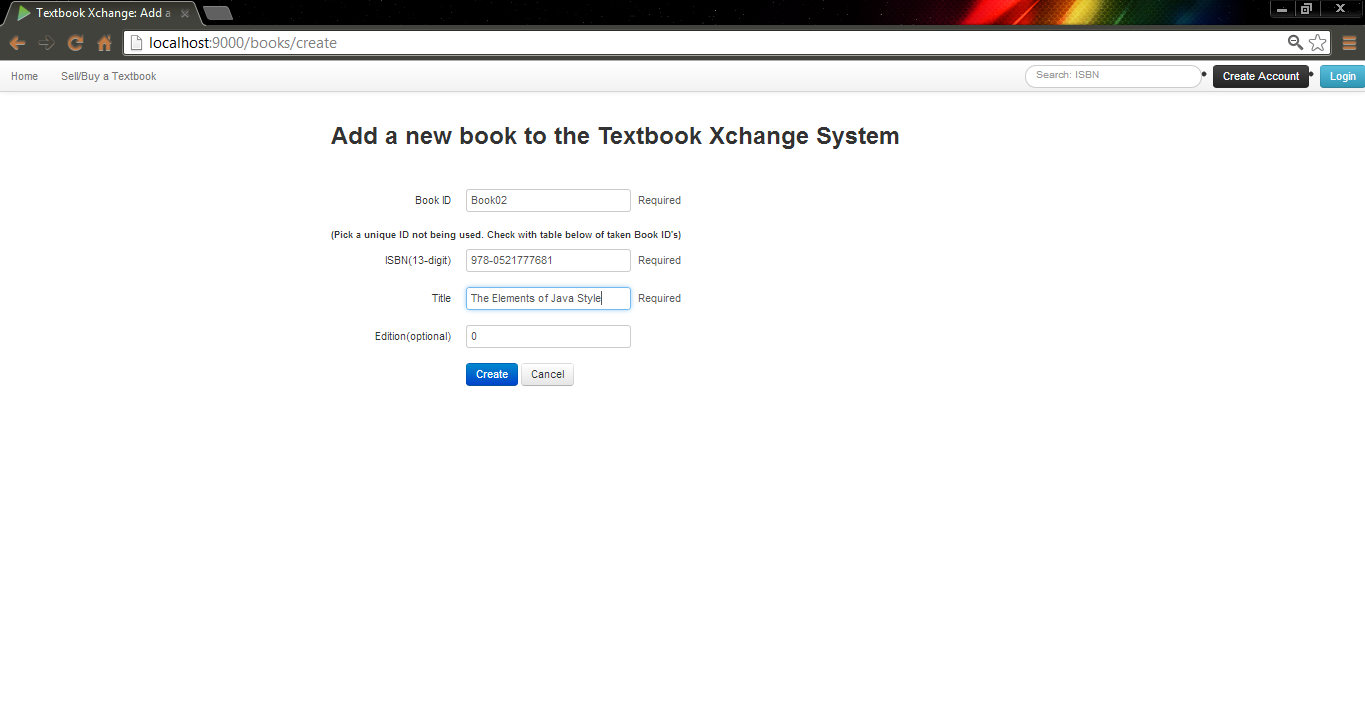 Textbook Xchange: Add a
localhost:9000/books/create
Home Sell/Buy a Textbook Search: ISBN Create Account Login
Add a new book to the Textbook Xchange System
Book ID Book02 Required
(Pick a unique ID not being used. Check with table below of taken Book ID's)
ISBN(13-digit) 978-0521777681 Required
Title The Elements of Java Style Required
Edition(optional) 0
Create Cancel